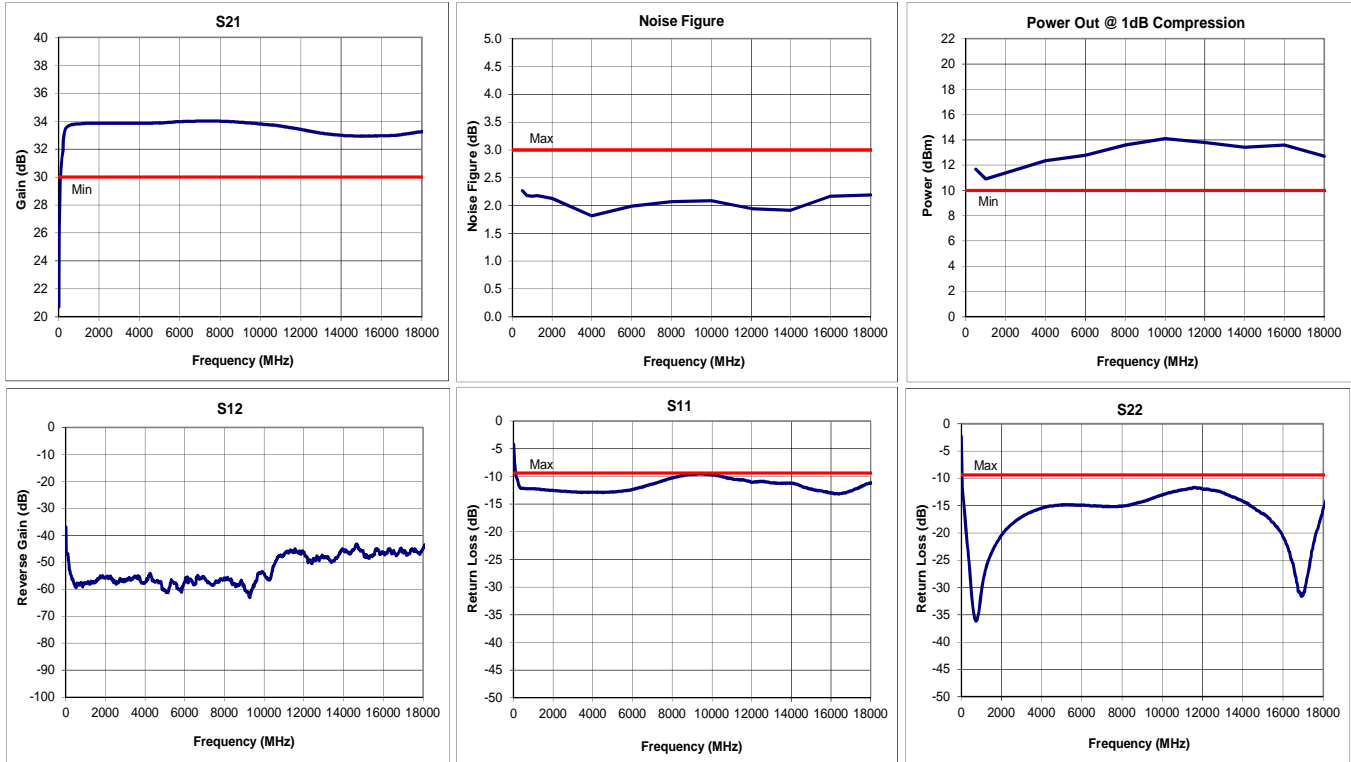 S21
40
38
36
34
32
30
28
26
24
22
20
Gain (dB)
Min
0 2000 4000 6000 8000 10000 12000 14000 16000 18000
Frequency (MHz)
Noise Figure
5.0
4.5
4.0
3.5
3.0
2.5
2.0
1.5
1.0
0.5
0.0
Noise Figure (dB)
Max
0 2000 4000 6000 8000 10000 12000 14000 16000 18000
Frequency (MHz)
Power Out @ 1dB Compression
22
20
18
16
14
12
10
8
6
4
2
0
Power (dBm)
Min
0 2000 4000 6000 8000 10000 12000 14000 16000 18000
Frequency (MHz)
S12
0
-10
-20
-30
-40
-50
-60
-70
-80
-90
-100
Reverse Gain (dB)
0 2000 4000 6000 8000 10000 12000 14000 16000 18000
Frequency (MHz)
S11
0
-5
-10
-15
-20
-25
-30
-35
-40
-45
-50
Return Loss (dB)
Max
0 2000 4000 6000 8000 10000 12000 14000 16000 18000
Frequency (MHz)
S22
0
-5
-10
-15
-20
-25
-30
-35
-40
-45
-50
Return Loss (dB)
Max
0 2000 4000 6000 8000 10000 12000 14000 16000 18000
Frequency (MHz)